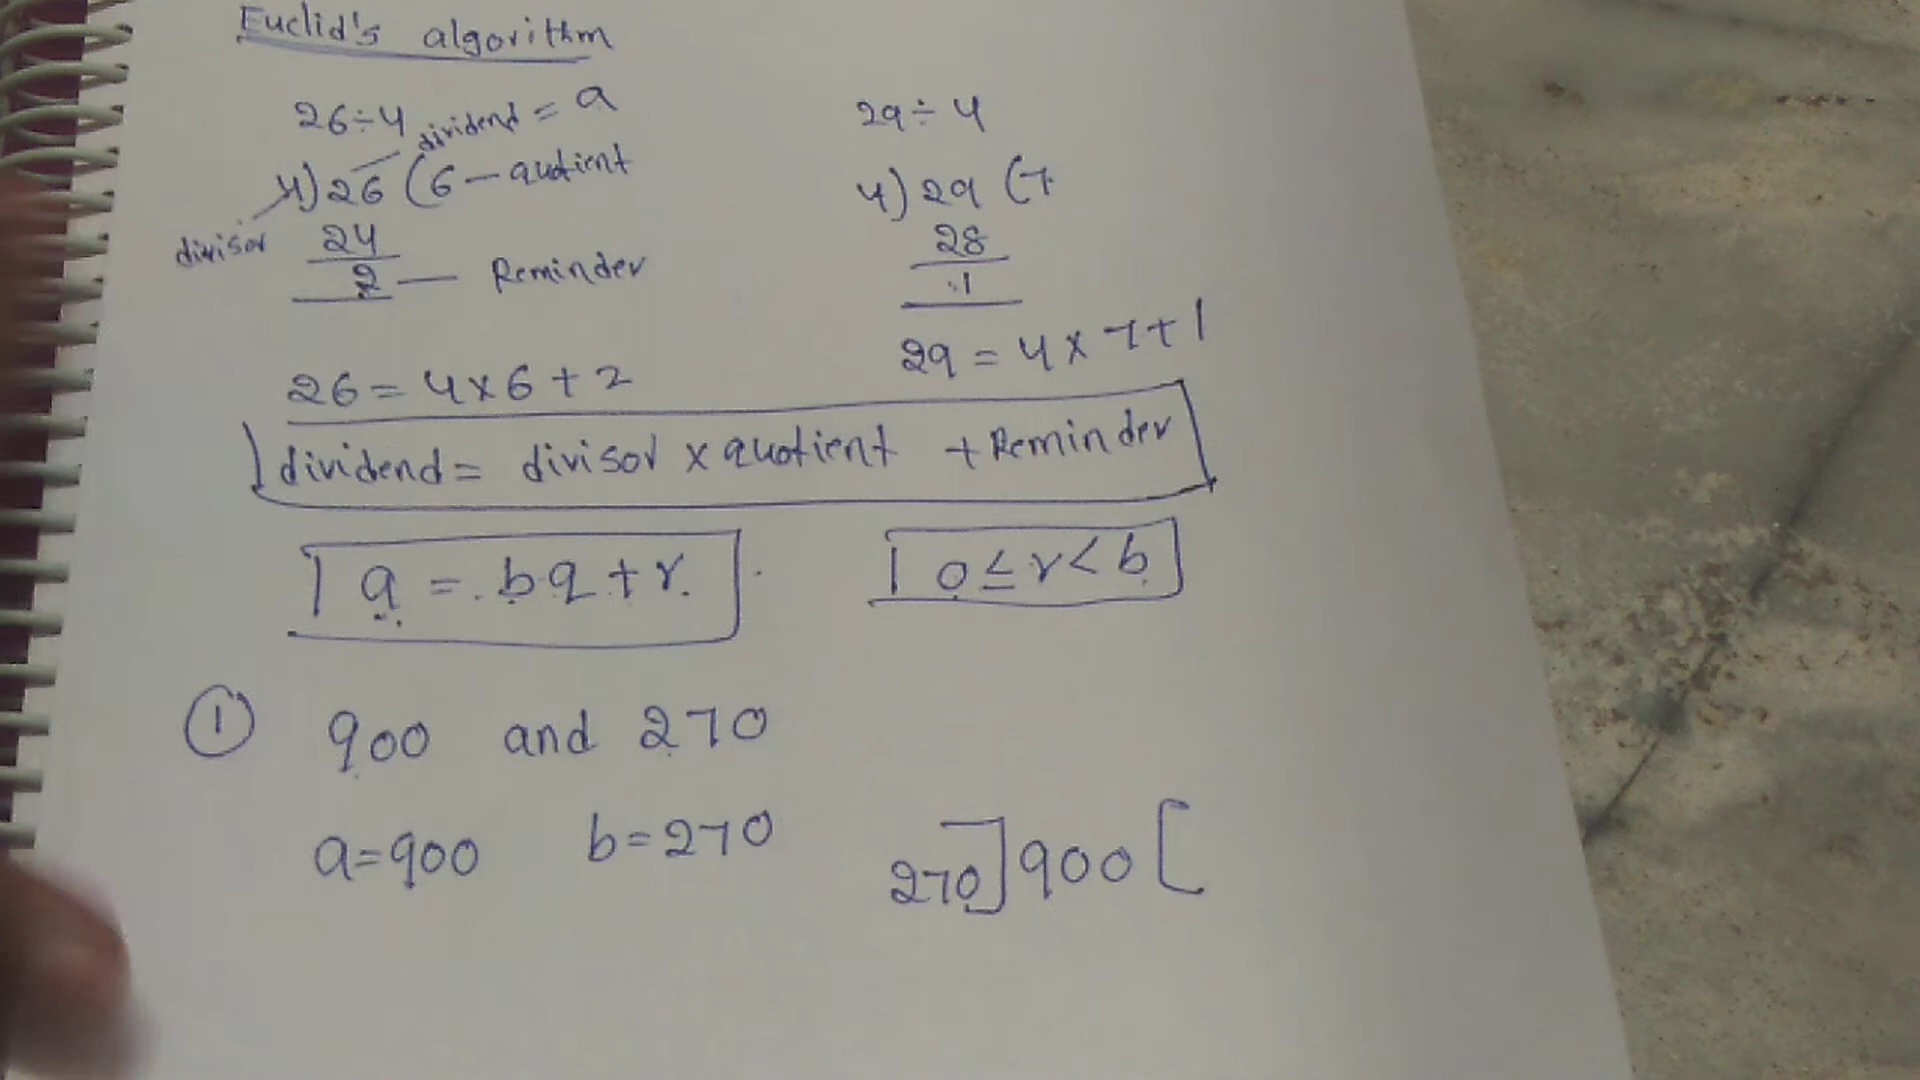 Euclid's algorithm
26÷4 dividend = a
4)26(6 – quotient
divisor
24
2 — Reminder
26 = 4×6+2
29÷4
4)29(7
28
1
29 = 4×7+1
dividend = divisor × quotient + Reminder
a = bq+r
0≤r<b
① 900 and 270
a=900 b=270
270]900[